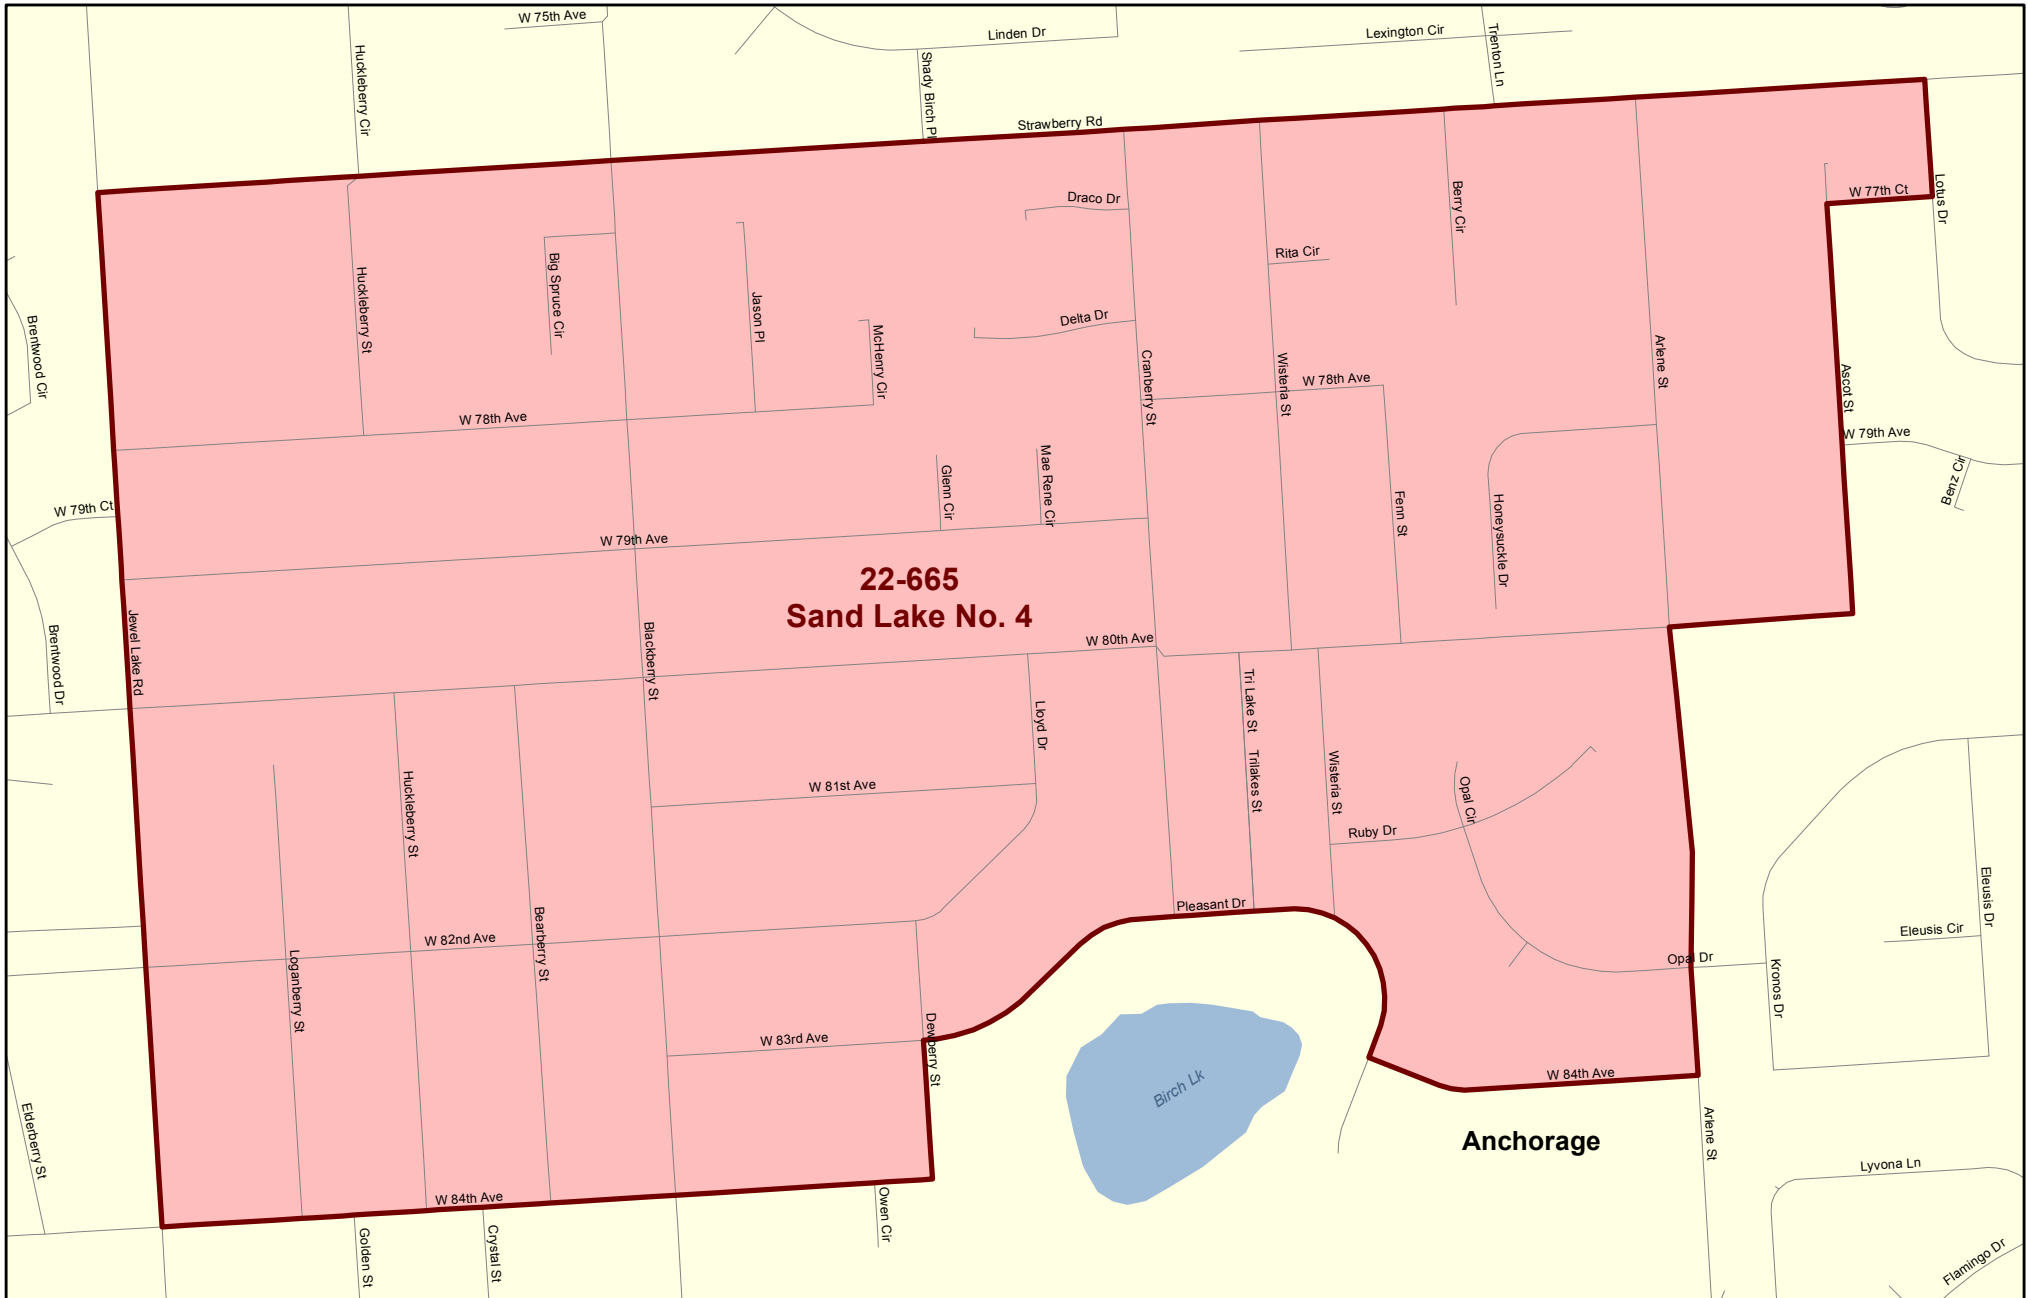 W 75th Ave
Linden Dr
Lexington Cir
Trenton Ln
Huckleberry Cir
Shady Birch Pl
Strawberry Rd
Draco Dr
Berry Cir
W 77th Ct
Lotus Dr
Rita Cir
Big Spruce Cir
Huckleberry St
Jason Pl
Delta Dr
McHenry Cir
Brentwood Cir
Cranberry St
Wisteria St
Arlene St
W 78th Ave
Ascot St
W 78th Ave
W 79th Ave
Mae Rene Cir
Glenn Cir
Fenn St
Honeysuckle Dr
Benz Cir
W 79th Ct
W 79th Ave
22-665
Sand Lake No. 4
Jewel Lake Rd
Blackberry St
Brentwood Dr
W 80th Ave
Tri Lake St
Lloyd Dr
Trilakes St
Wisteria St
Opal Cir
Huckleberry St
W 81st Ave
Ruby Dr
Eleusis Dr
Pleasant Dr
Bearberry St
W 82nd Ave
Eleusis Cir
Loganberry St
Opal Dr
Kronos Dr
Dewberry St
W 83rd Ave
Birch Lk
W 84th Ave
Elderberry St
Anchorage
Arlene St
Lyvona Ln
W 84th Ave
Owen Cir
Golden St
Crystal St
Flamingo Dr